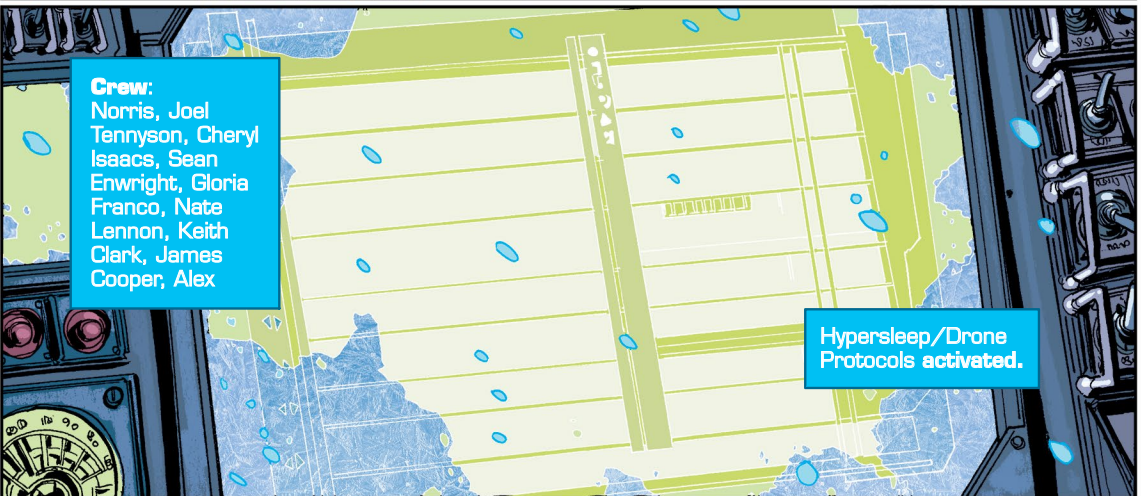 Crew:
Norris, Joel
Tennyson, Cheryl
Isaacs, Sean
Enwright, Gloria
Franco, Nate
Lennon, Keith
Clark, James
Cooper, Alex
Hypersleep/Drone
Protocols activated.